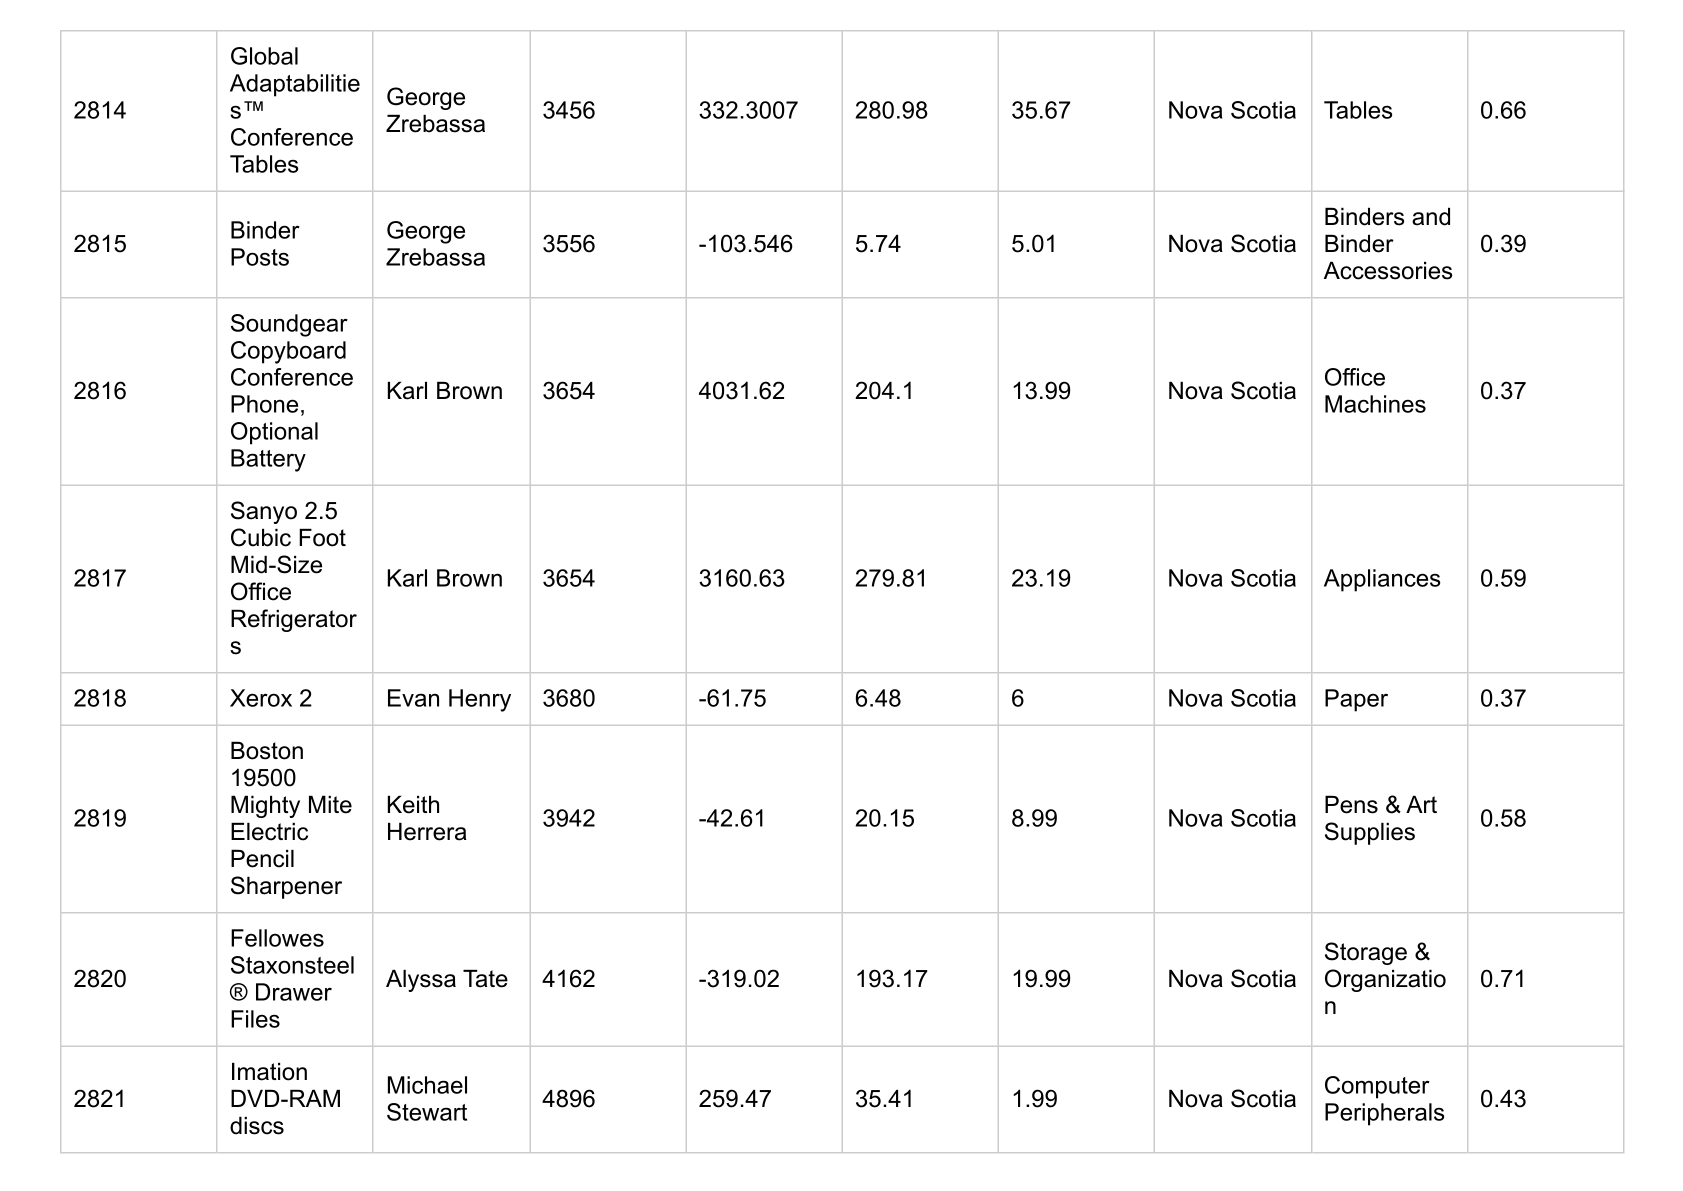 2814 Global Adaptabilitie s™ Conference Tables George Zrebassa 3456 332.3007 280.98 35.67 Nova Scotia Tables 0.66
2815 Binder Posts George Zrebassa 3556 -103.546 5.74 5.01 Nova Scotia Binders and Binder Accessories 0.39
2816 Soundgear Copyboard Conference Phone, Optional Battery Karl Brown 3654 4031.62 204.1 13.99 Nova Scotia Office Machines 0.37
2817 Sanyo 2.5 Cubic Foot Mid-Size Office Refrigerator s Karl Brown 3654 3160.63 279.81 23.19 Nova Scotia Appliances 0.59
2818 Xerox 2 Evan Henry 3680 -61.75 6.48 6 Nova Scotia Paper 0.37
2819 Boston 19500 Mighty Mite Electric Pencil Sharpener Keith Herrera 3942 -42.61 20.15 8.99 Nova Scotia Pens & Art Supplies 0.58
2820 Fellowes Staxonsteel ® Drawer Files Alyssa Tate 4162 -319.02 193.17 19.99 Nova Scotia Storage & Organizatio n 0.71
2821 Imation DVD-RAM discs Michael Stewart 4896 259.47 35.41 1.99 Nova Scotia Computer Peripherals 0.43